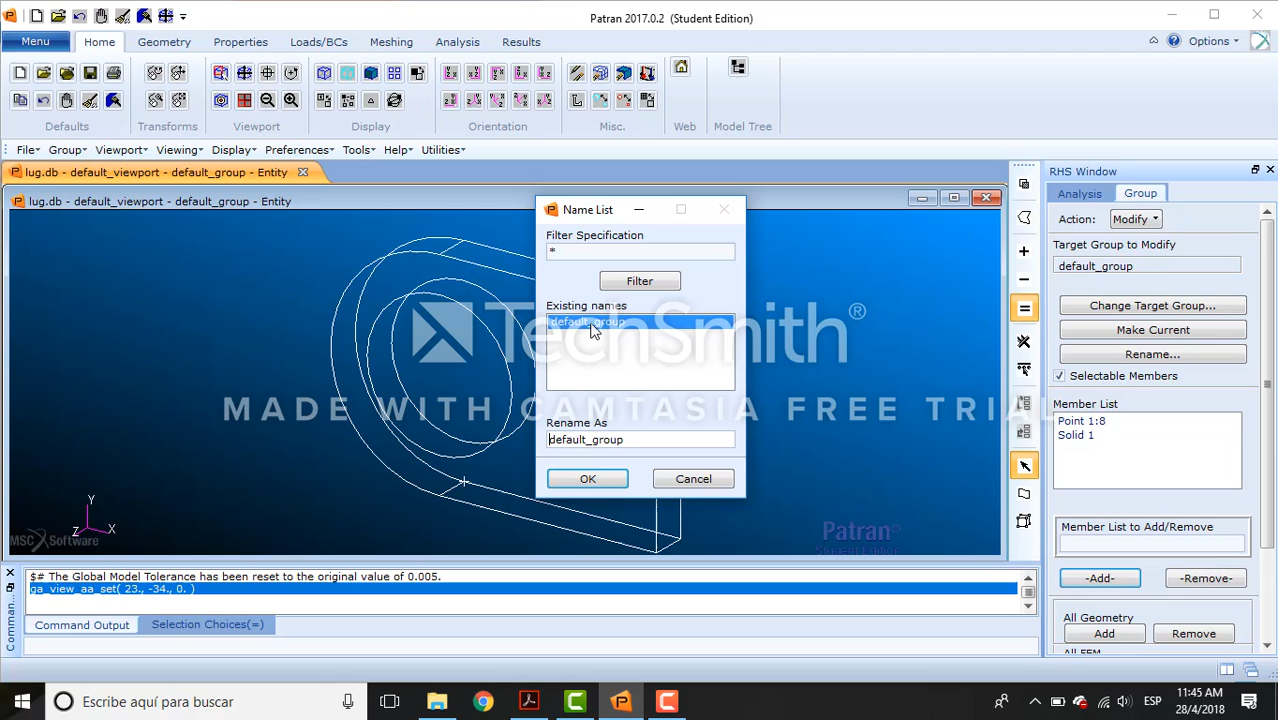 Patran 2017.0.2 (Student Edition)
Menu
Home
Geometry
Properties
Loads/BCs
Meshing
Analysis
Results
Options
Defaults
Transforms
Viewport
Display
Orientation
Misc.
Web
Model Tree
File
Group
Viewport
Viewing
Display
Preferences
Tools
Help
Utilities
lug.db - default_viewport - default_group - Entity
lug.db - default_viewport - default_group - Entity
Name List
Filter Specification
*
Filter
Existing names
default_group
Rename As
default_group
OK
Cancel
TechSmith®
MADE WITH CAMTASIA FREE TRIAL
Y
X
Z
MSC Software
Patran
Student Edition
RHS Window
Analysis
Group
Action: Modify
Target Group to Modify
default_group
Change Target Group...
Make Current
Rename...
Selectable Members
Member List
Point 1:8
Solid 1
Member List to Add/Remove
-Add-
-Remove-
All Geometry
Add
Remove
All FEM
$# The Global Model Tolerance has been reset to the original value of 0.005.
ga_view_aa_set( 23., -34., 0. )
Comman...
Command Output
Selection Choices(=)
Escribe aquí para buscar
ESP
11:45 AM
28/4/2018